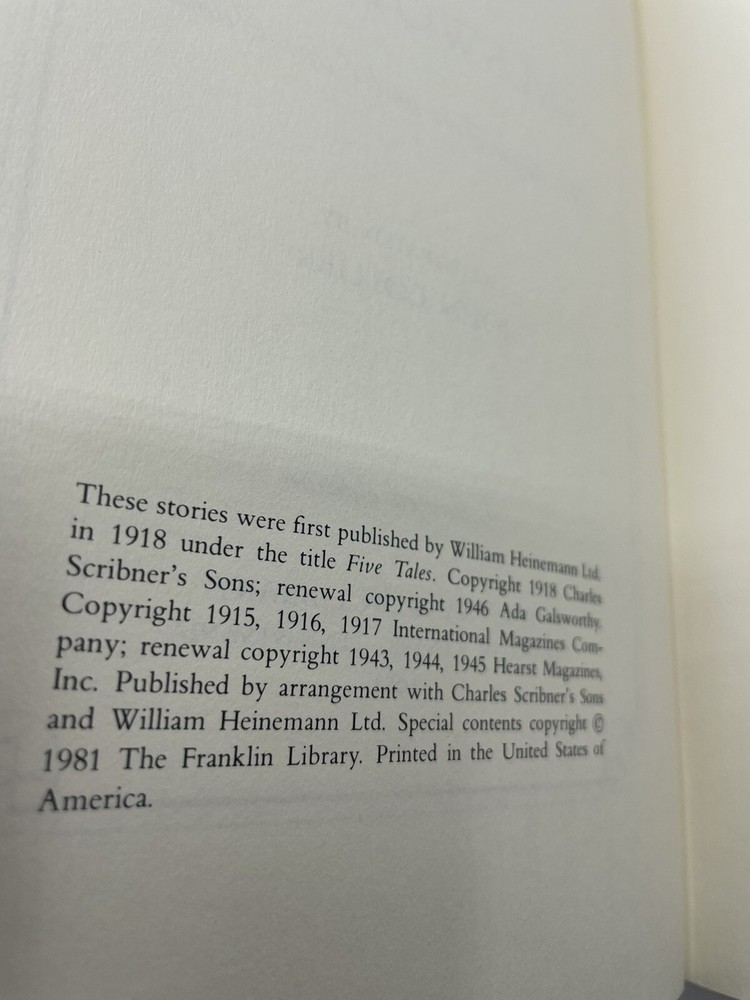 These stories were first published by William Heinemann Ltd.
in 1918 under the title Five Tales. Copyright 1918 Charles
Scribner's Sons; renewal copyright 1946 Ada Galsworthy.
Copyright 1915, 1916, 1917 International Magazines Com-
pany; renewal copyright 1943, 1944, 1945 Hearst Magazines,
Inc. Published by arrangement with Charles Scribner's Sons
and William Heinemann Ltd. Special contents copyright ©
1981 The Franklin Library. Printed in the United States of
America.